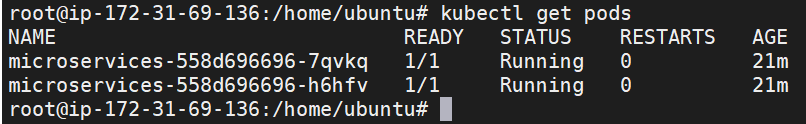 root@ip-172-31-69-136:/home/ubuntu# kubectl get pods
NAME                            READY   STATUS    RESTARTS   AGE
microservices-558d696696-7qvkq   1/1     Running   0          21m
microservices-558d696696-h6hfv   1/1     Running   0          21m
root@ip-172-31-69-136:/home/ubuntu#